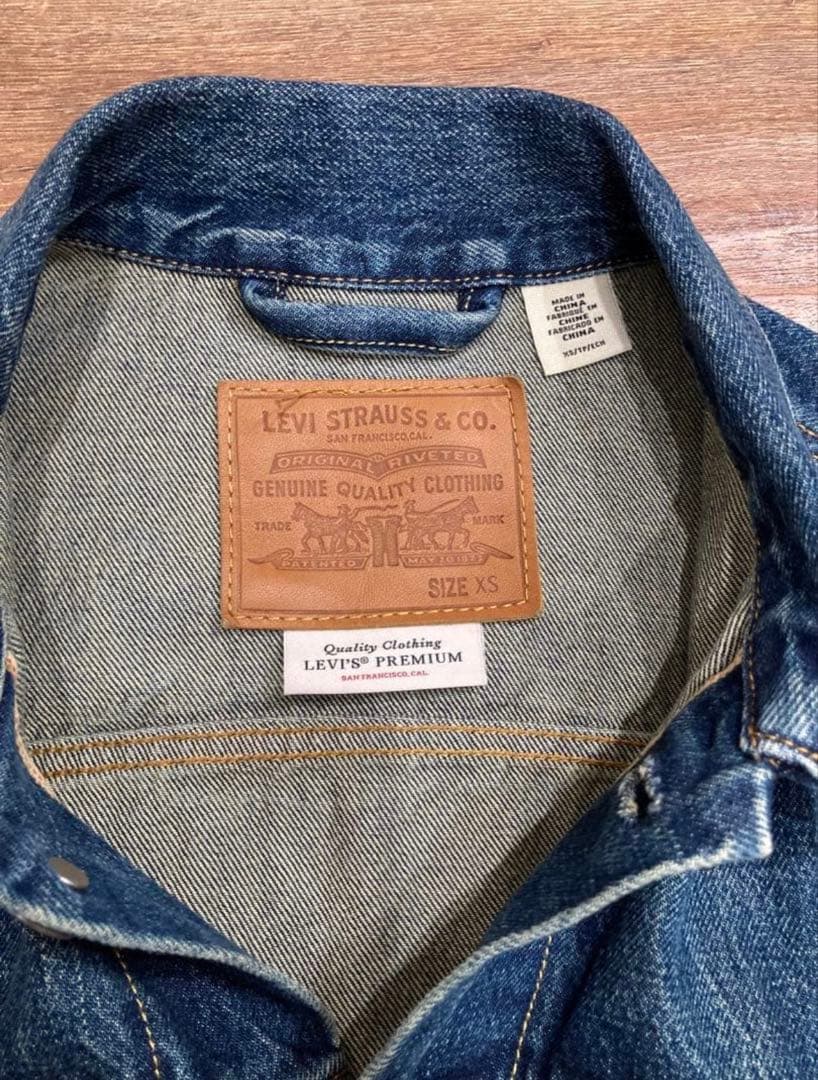 MADE IN
CHINA
FABRIQUÉ EN
CHINE
FABRICADO EN
CHINA
XS/TP/ECH
LEVI STRAUSS & CO.
SAN FRANCISCO, CAL.
ORIGINAL RIVETED
GENUINE QUALITY CLOTHING
TRADE MARK
PATENTED MAY 20 1873
SIZE XS
Quality Clothing
LEVI'S® PREMIUM
SAN FRANCISCO, CAL.